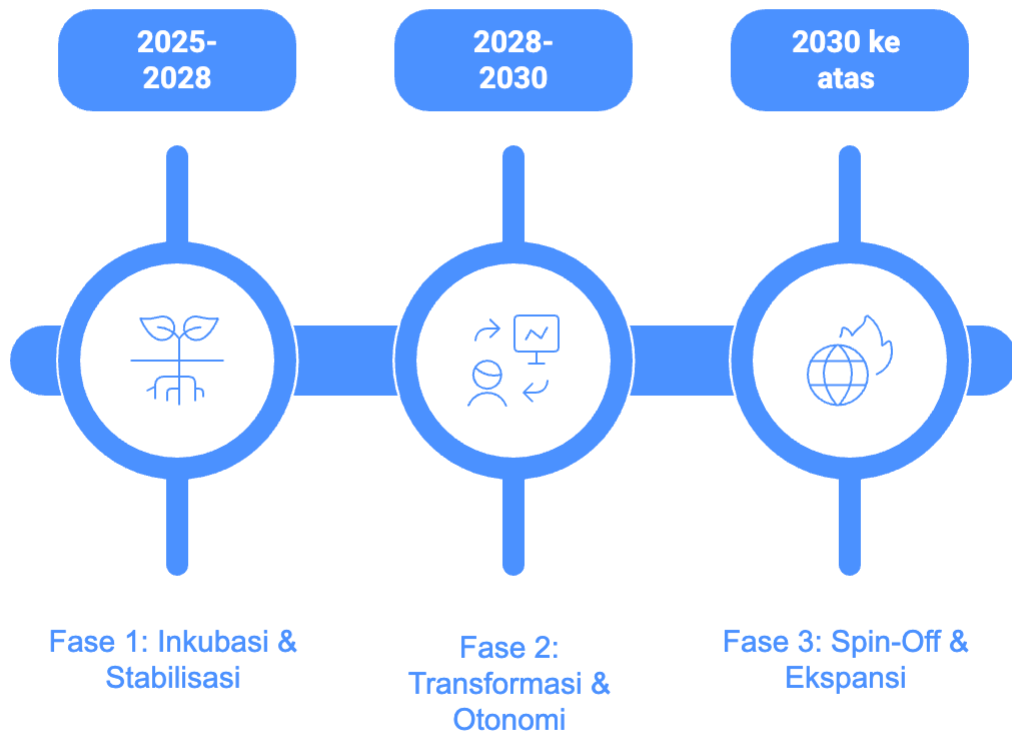 2025-
2028
2028-
2030
2030 ke
atas
Fase 1: Inkubasi &
Stabilisasi
Fase 2:
Transformasi &
Otonomi
Fase 3: Spin-Off &
Ekspansi